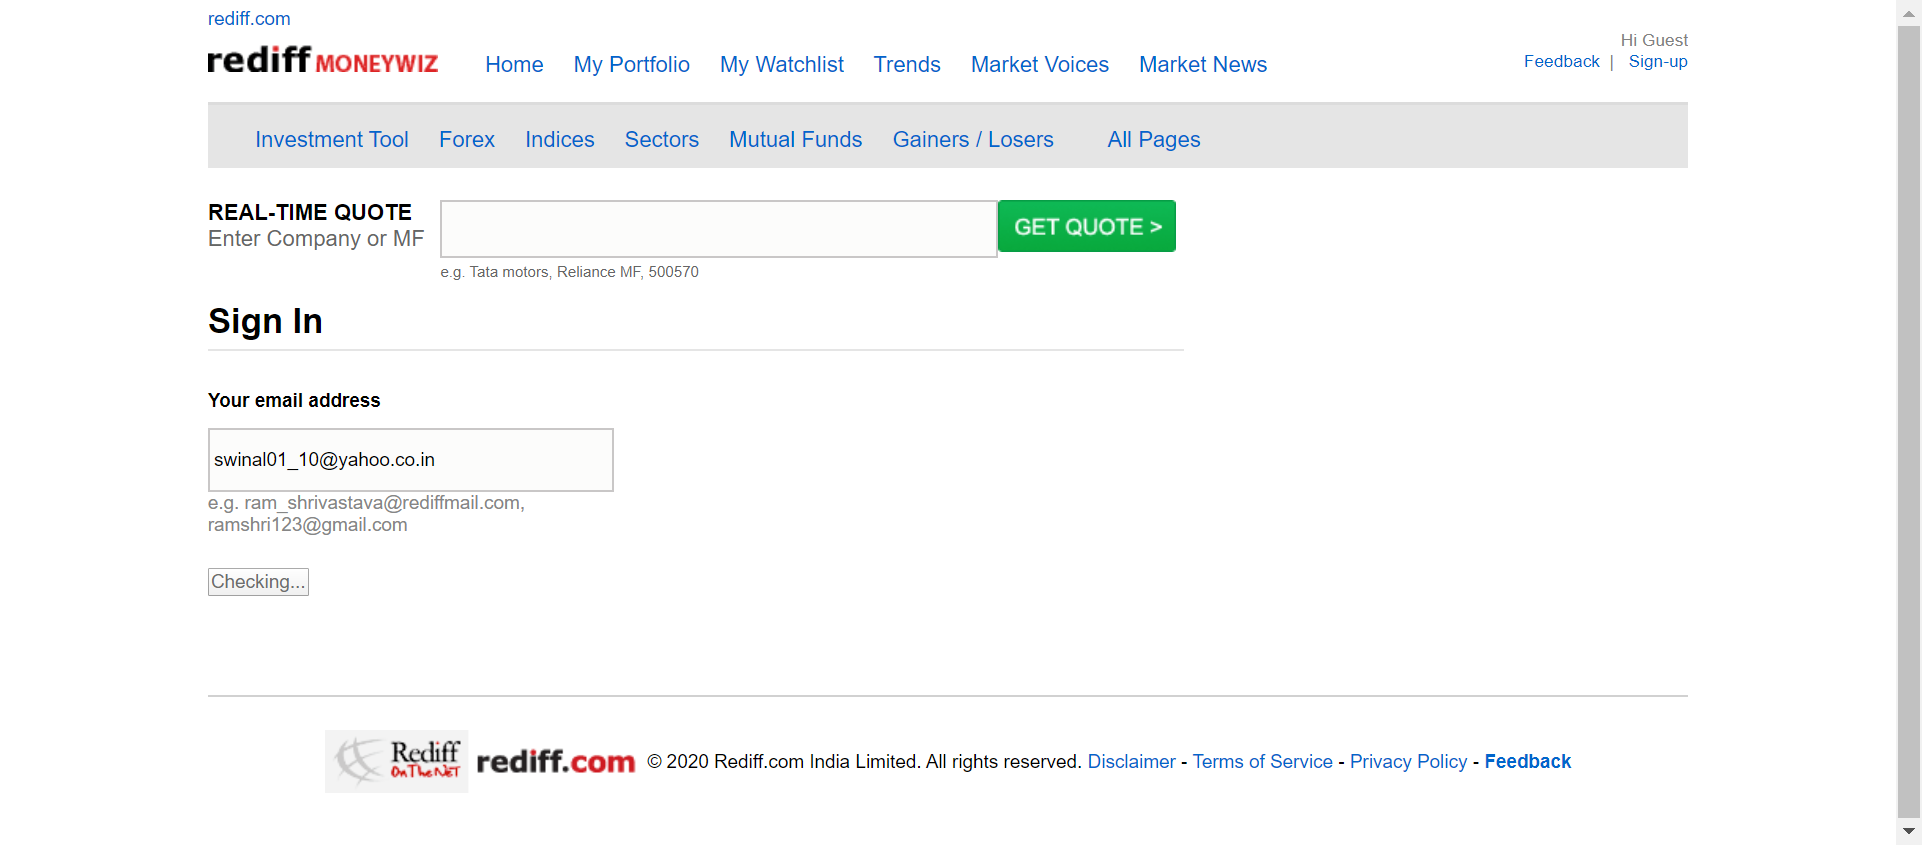 rediff.com
rediff MONEYWIZ
Home My Portfolio My Watchlist Trends Market Voices Market News
Hi Guest
Feedback | Sign-up
Investment Tool Forex Indices Sectors Mutual Funds Gainers / Losers All Pages
REAL-TIME QUOTE
Enter Company or MF
GET QUOTE >
e.g. Tata motors, Reliance MF, 500570
Sign In
Your email address
swinal01_10@yahoo.co.in
e.g. ram_shrivastava@rediffmail.com,
ramshri123@gmail.com
Checking...
Rediff
On The NeT
rediff.com © 2020 Rediff.com India Limited. All rights reserved. Disclaimer - Terms of Service - Privacy Policy - Feedback